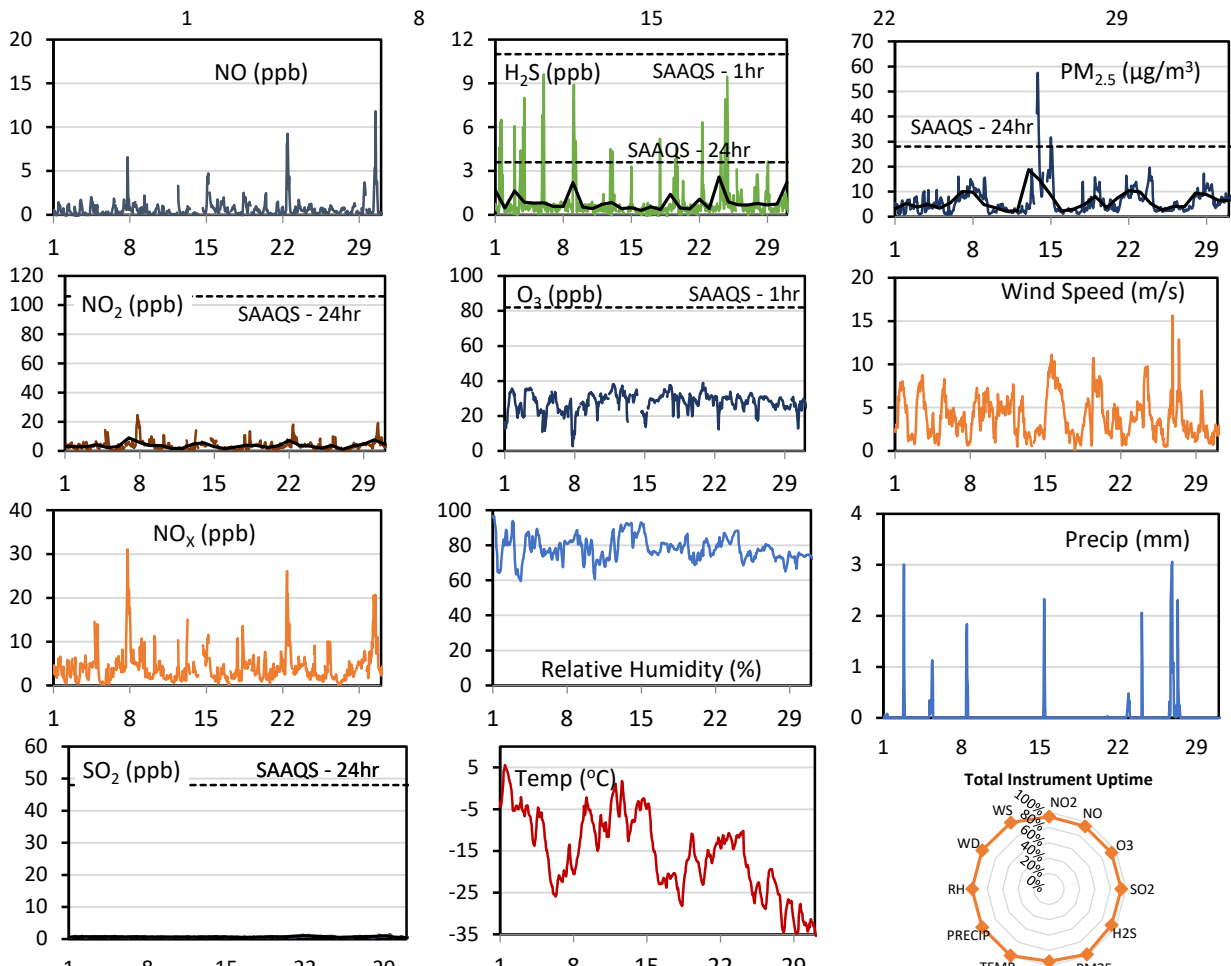 1 8 15 22 29
20
15
10
5
0
NO (ppb)
1 8 15 22 29
12
9
6
3
0
H₂S (ppb)
SAAQS - 1hr
SAAQS - 24hr
1 8 15 22 29
70
60
50
40
30
20
10
0
PM₂.₅ (µg/m³)
SAAQS - 24hr
1 8 15 22 29
120
100
80
60
40
20
0
NO₂ (ppb)
SAAQS - 24hr
1 8 15 22 29
100
80
60
40
20
0
O₃ (ppb)
SAAQS - 1hr
1 8 15 22 29
20
15
10
5
0
Wind Speed (m/s)
1 8 15 22 29
40
30
20
10
0
NOX (ppb)
1 8 15 22 29
100
80
60
40
20
0
Relative Humidity (%)
1 8 15 22 29
4
3
2
1
0
Precip (mm)
1 8 15 22 29
60
50
40
30
20
10
0
SO₂ (ppb)
SAAQS - 24hr
1 8 15 22 29
5
-5
-15
-25
-35
Temp (°C)
1 8 15 22 29
Total Instrument Uptime
100%
80%
60%
40%
20%
0%
NO2
NO
O3
SO2
H2S
PM25
TEMP
PRECIP
RH
WD
WS